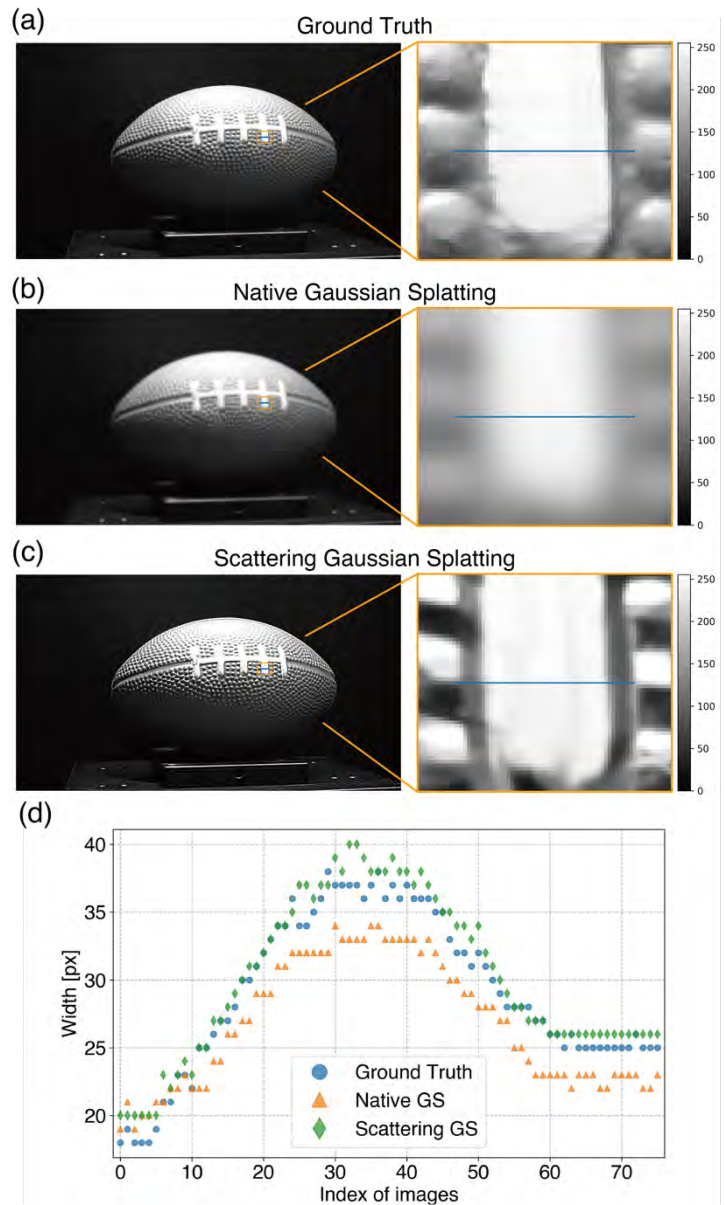 (a)
Ground Truth
250
200
150
100
50
0
(b)
Native Gaussian Splatting
250
200
150
100
50
0
(c)
Scattering Gaussian Splatting
250
200
150
100
50
0
(d)
40
35
30
25
20
Width [px]
Ground Truth
Native GS
Scattering GS
0 10 20 30 40 50 60 70
Index of images